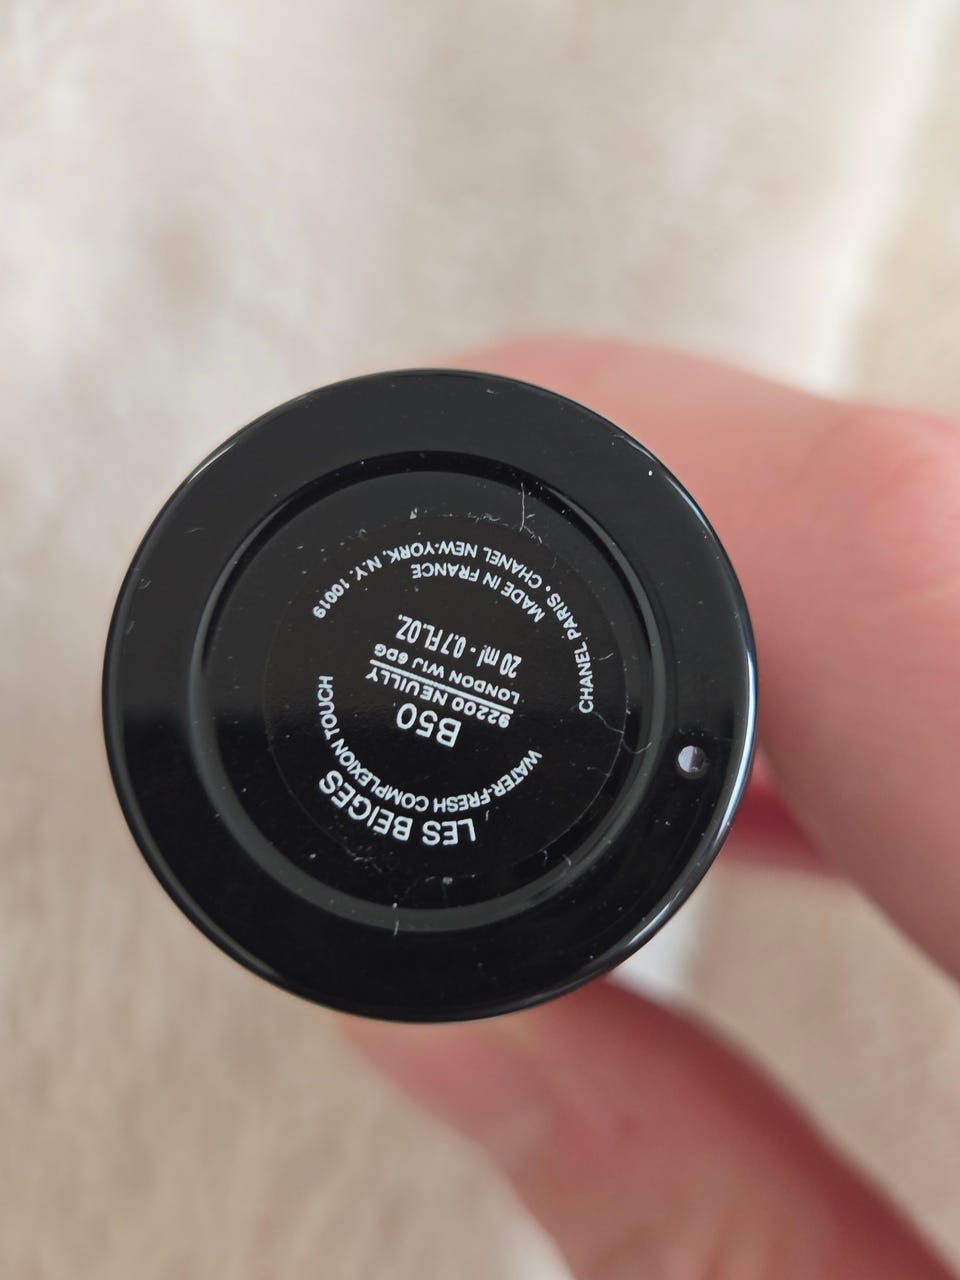 LES BEIGES
WATER-FRESH COMPLEXION TOUCH
B50
92200 NEUILLY
LONDON W1J 6DG
20 ml - 0.7 FL.OZ.
MADE IN FRANCE
CHANEL PARIS • CHANEL NEW-YORK, N.Y. 10019